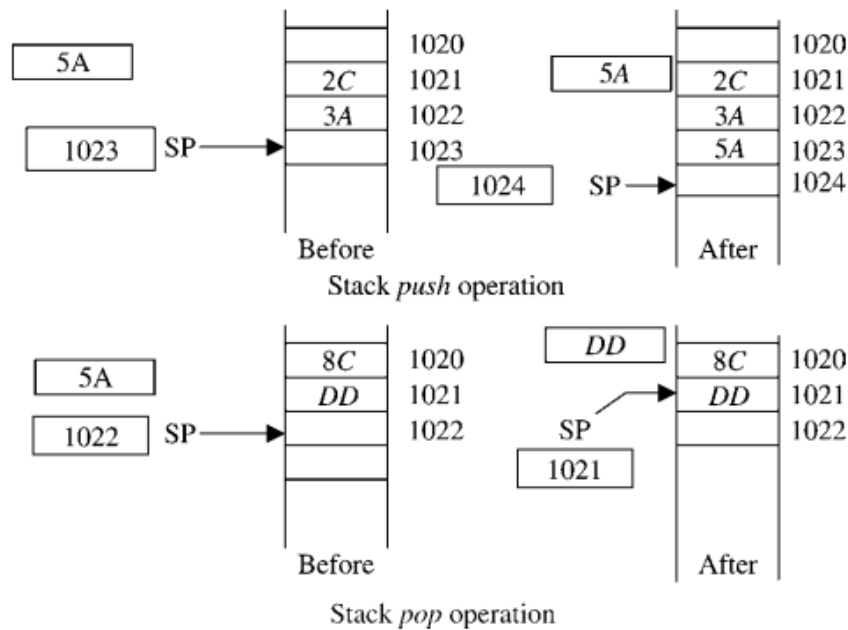 5A
1023 SP
1020
2C 1021
3A 1022
1023
Before
5A
1024 SP
1020
2C 1021
3A 1022
5A 1023
1024
After
Stack push operation
5A
1022 SP
8C 1020
DD 1021
1022
Before
DD
SP
1021
8C 1020
DD 1021
1022
After
Stack pop operation